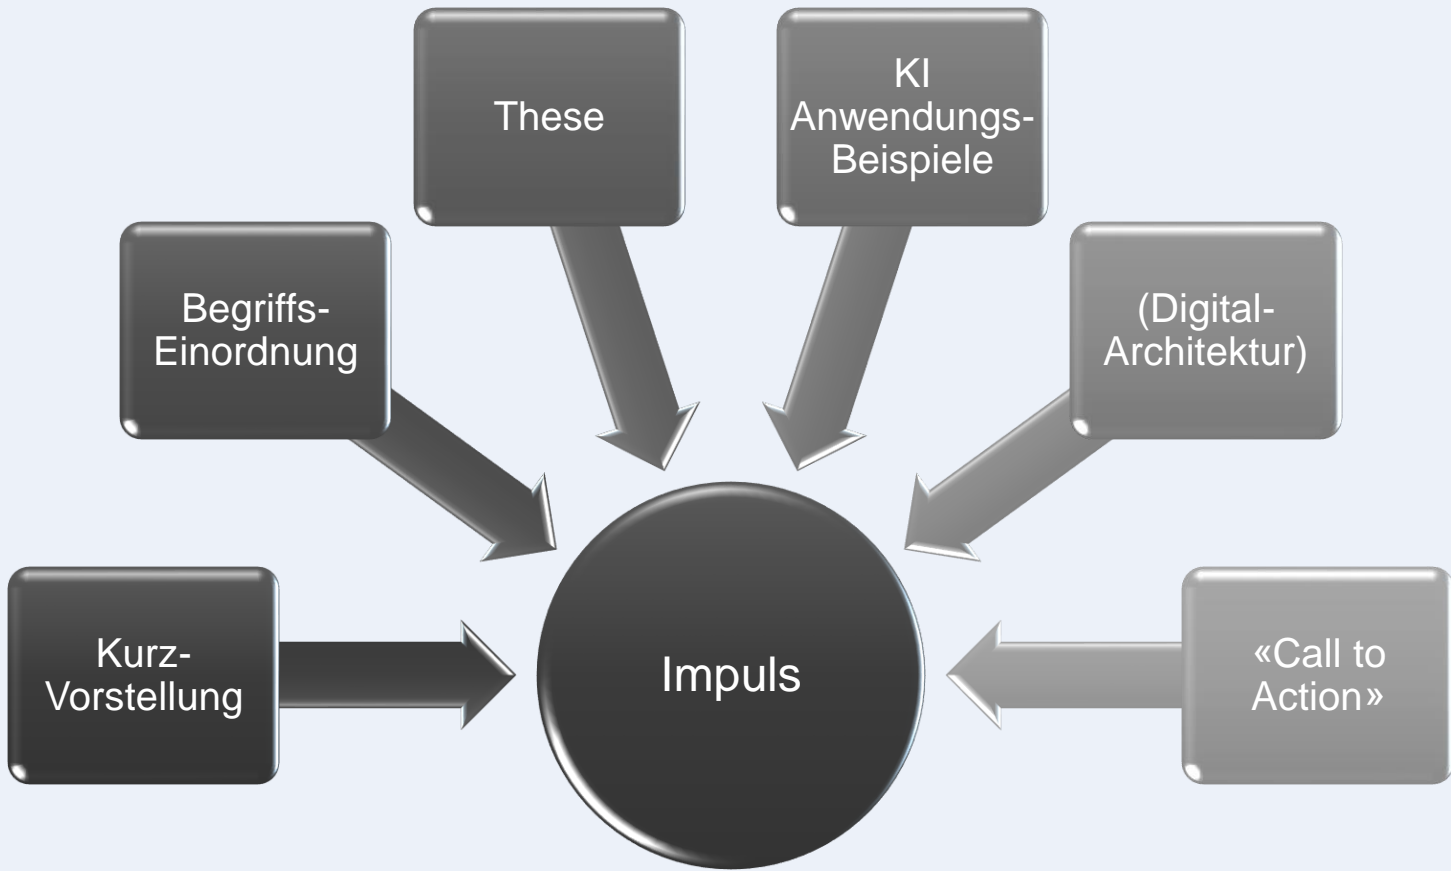 These
KI
Anwendungs-
Beispiele
Begriffs-
Einordnung
(Digital-
Architektur)
Kurz-
Vorstellung
Impuls
«Call to
Action»